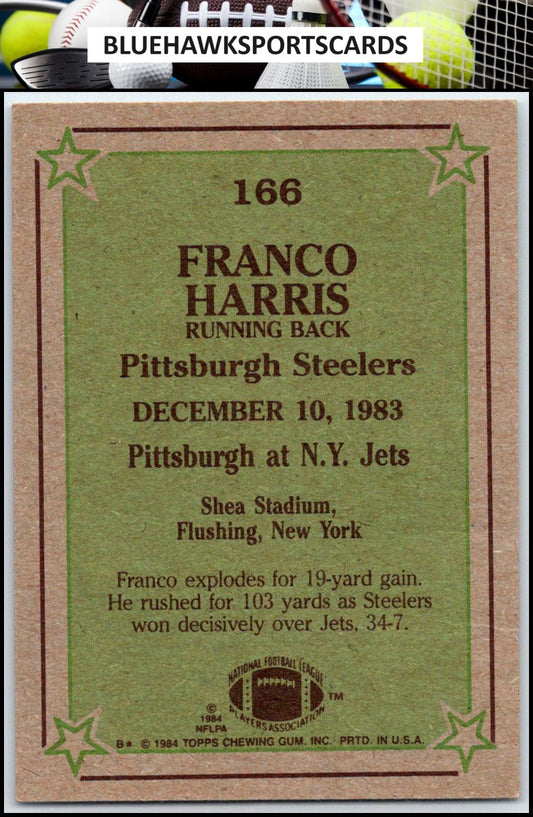 BLUEHAWKSPORTSCARDS
166
FRANCO
HARRIS
RUNNING BACK
Pittsburgh Steelers
DECEMBER 10, 1983
Pittsburgh at N.Y. Jets
Shea Stadium,
Flushing, New York
Franco explodes for 19-yard gain.
He rushed for 103 yards as Steelers
won decisively over Jets, 34-7.
NATIONAL FOOTBALL LEAGUE
PLAYERS ASSOCIATION
TM
©
1984
NFLPA
B* © 1984 TOPPS CHEWING GUM, INC. PRTD. IN U.S.A.